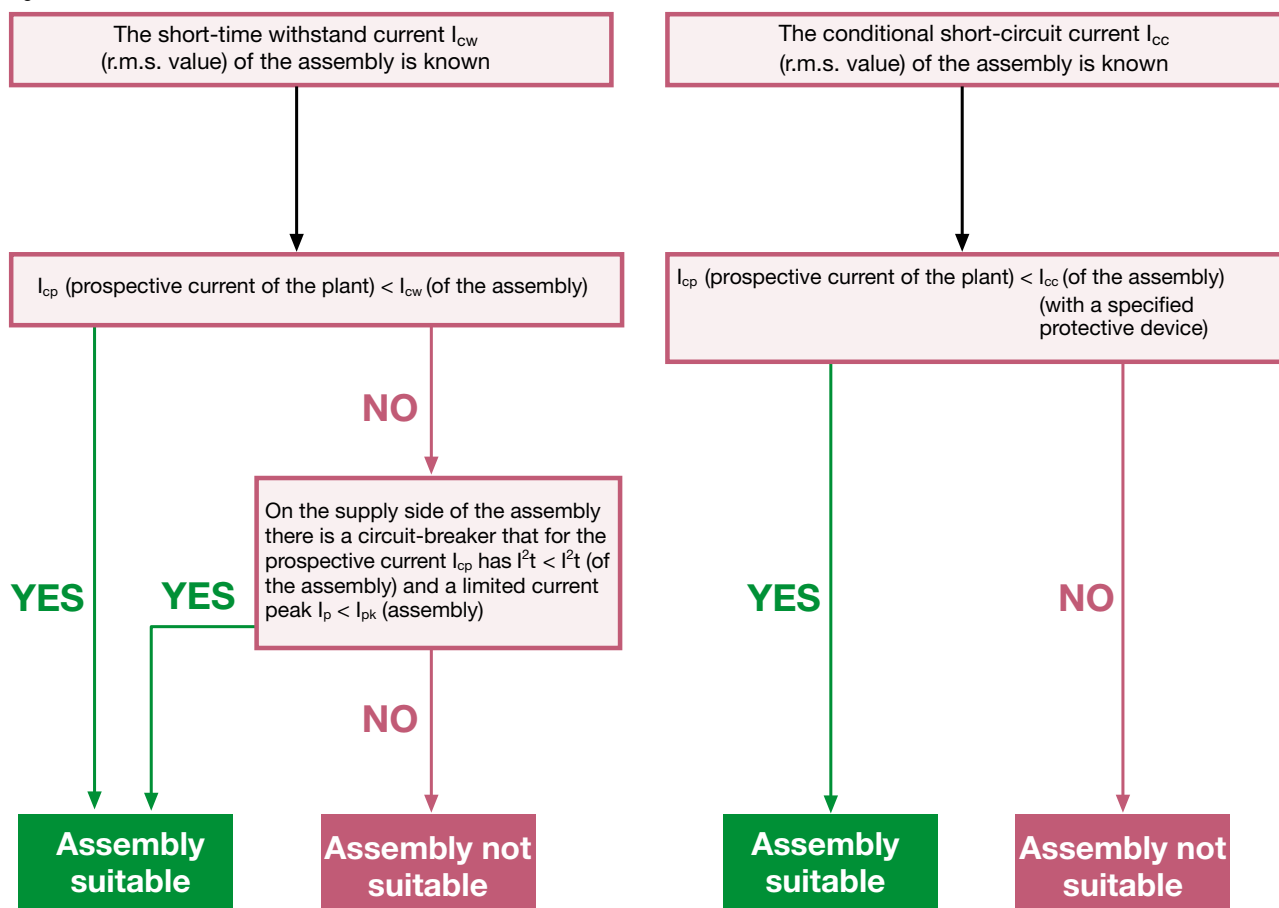 The short-time withstand current Icw
(r.m.s. value) of the assembly is known
Icp (prospective current of the plant) < Icw (of the assembly)
NO
On the supply side of the assembly
there is a circuit-breaker that for the
prospective current Icp has I²t < I²t (of
the assembly) and a limited current
peak Ip < Ipk (assembly)
YES
YES
NO
Assembly
suitable
Assembly not
suitable
The conditional short-circuit current Icc
(r.m.s. value) of the assembly is known
Icp (prospective current of the plant) < Icc (of the assembly)
(with a specified
protective device)
YES
NO
Assembly
suitable
Assembly not
suitable